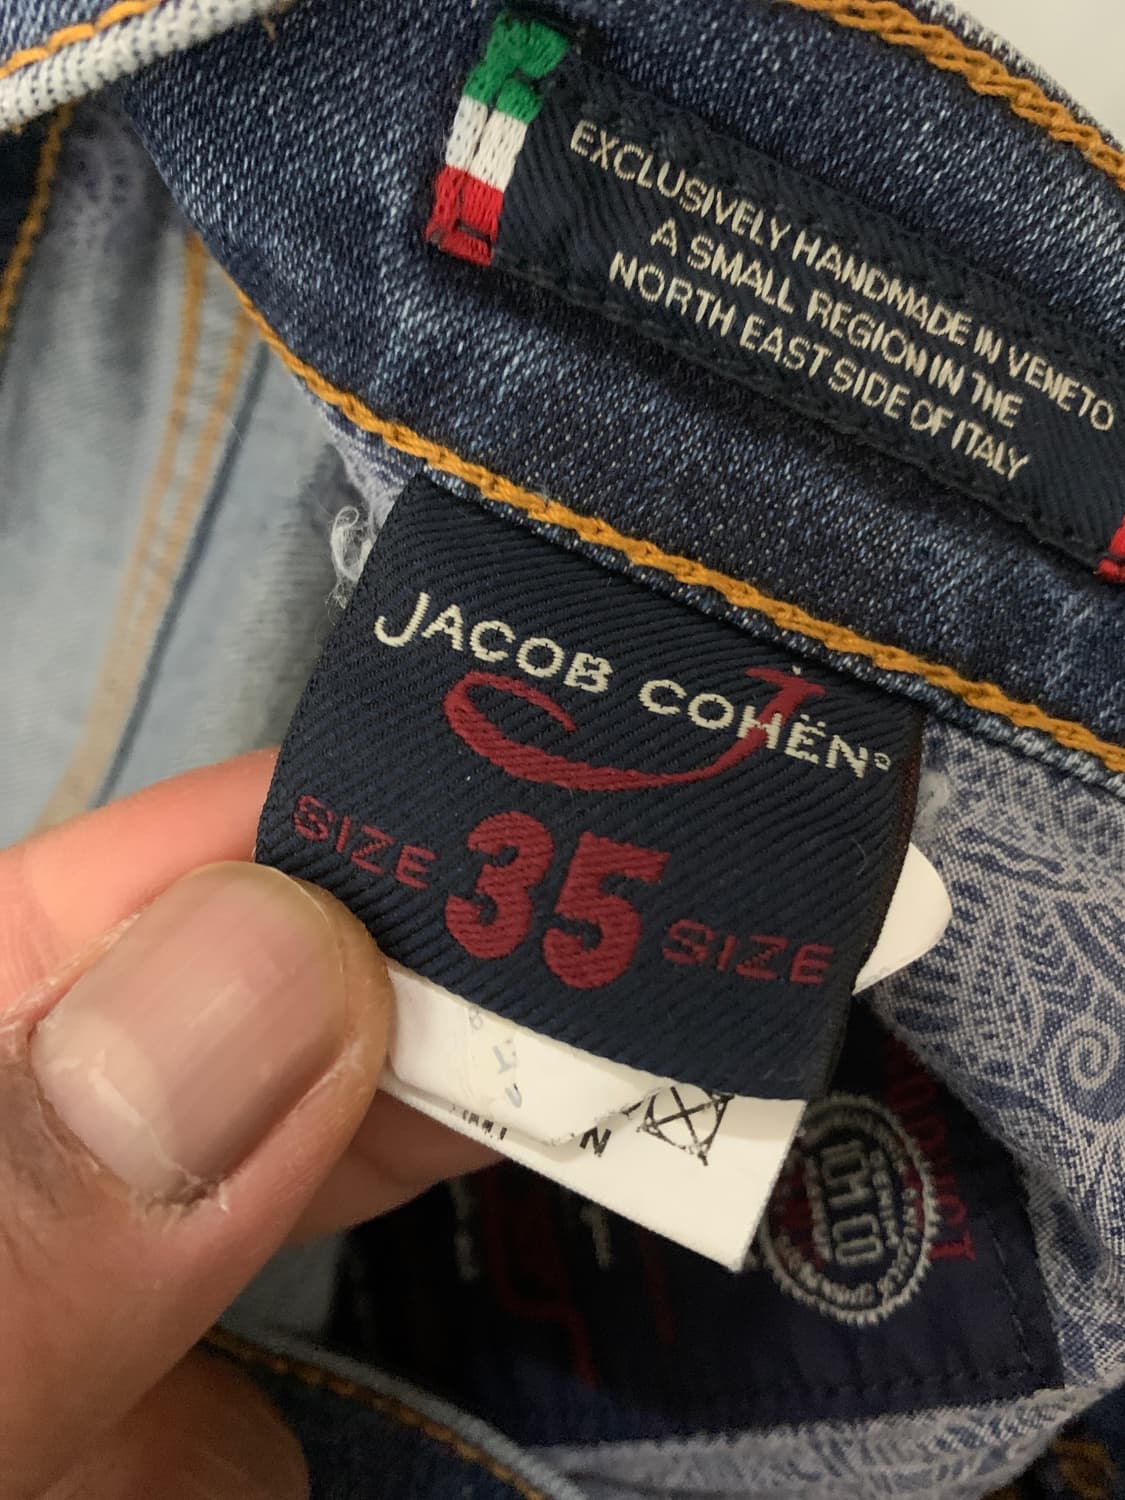 EXCLUSIVELY HANDMADE IN VENETO
A SMALL REGION IN THE
NORTH EAST SIDE OF ITALY
JACOB COHËN
SIZE 35 SIZE
N